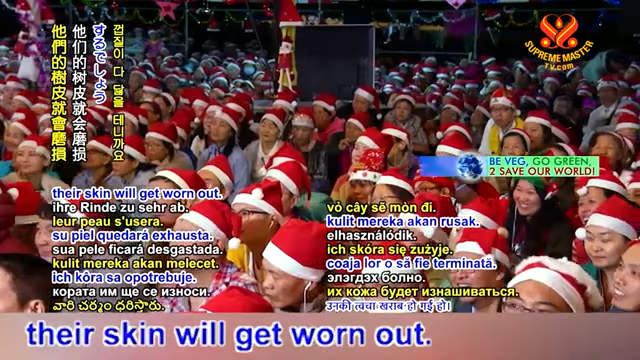 껍질이 다 닳을 테니까요
するでしょう
他们的树皮就会磨损
他們的樹皮就會磨損
SUPREME MASTER
TV.com
BE VEG, GO GREEN,
2 SAVE OUR WORLD!
their skin will get worn out.
ihre Rinde zu sehr ab.
leur peau s'usera.
su piel quedará exhausta.
sua pele ficará desgastada.
kulit mereka akan melecet.
ich kóra sa opotrebuje.
кората им ще се износи.
వారి చర్మం ధరిస్తారు.
vỏ cây sẽ mòn đi.
kulit mereka akan rusak.
elhasználódik.
ich skóra się zużyje.
coaja lor o să fie terminată.
элэгдэх болно.
их кожа будет изнашиваться.
उनकी त्वचा खराब हो गई हो।
their skin will get worn out.